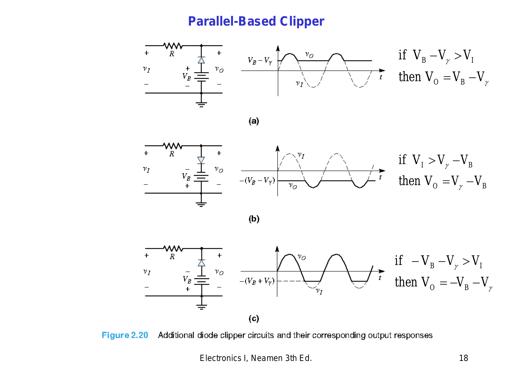 Parallel-Based Clipper
+ R + + v_I V_B v_O − − −
V_B − V_γ v_O v_I t
if V_B − V_γ > V_I
then V_O = V_B − V_γ
(a)
+ R + − v_I V_B v_O − + −
v_I −(V_B − V_γ) v_O t
if V_I > V_γ − V_B
then V_O = V_γ − V_B
(b)
+ R + − v_I V_B v_O − + −
v_O −(V_B + V_γ) v_I t
if − V_B − V_γ > V_I
then V_O = −V_B − V_γ
(c)
Figure 2.20 Additional diode clipper circuits and their corresponding output responses
Electronics I, Neamen 3th Ed. 18